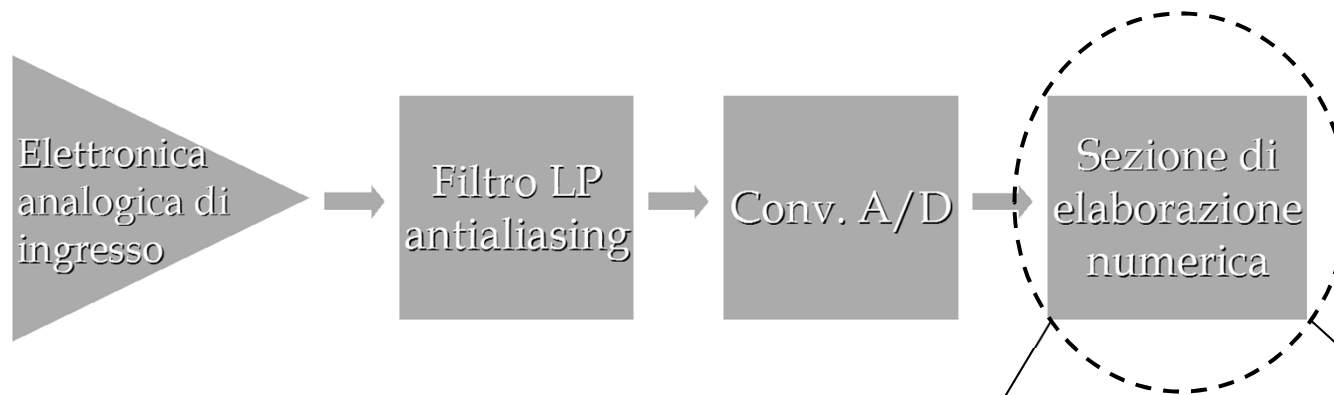 Elettronica
analogica di
ingresso
Filtro LP
antialiasing
Conv. A/D
Sezione di
elaborazione
numerica